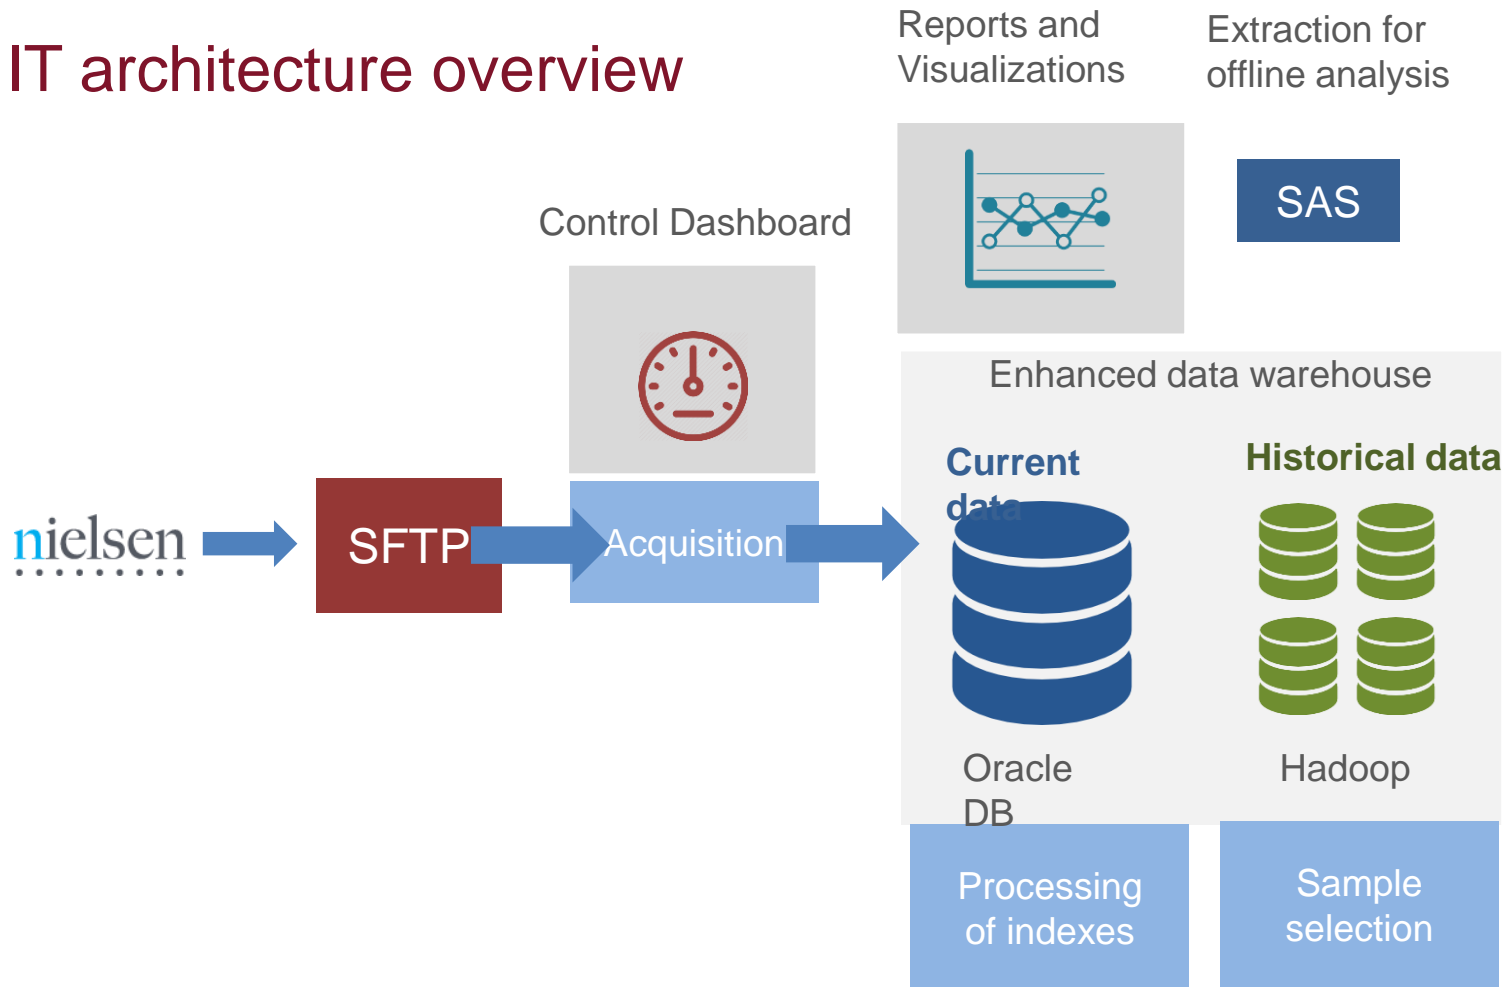 IT architecture overview
Reports and
Visualizations
Extraction for
offline analysis
SAS
Control Dashboard
Enhanced data warehouse
Current
data
Historical data
nielsen
SFTP
Acquisition
Oracle
DB
Hadoop
Processing
of indexes
Sample
selection